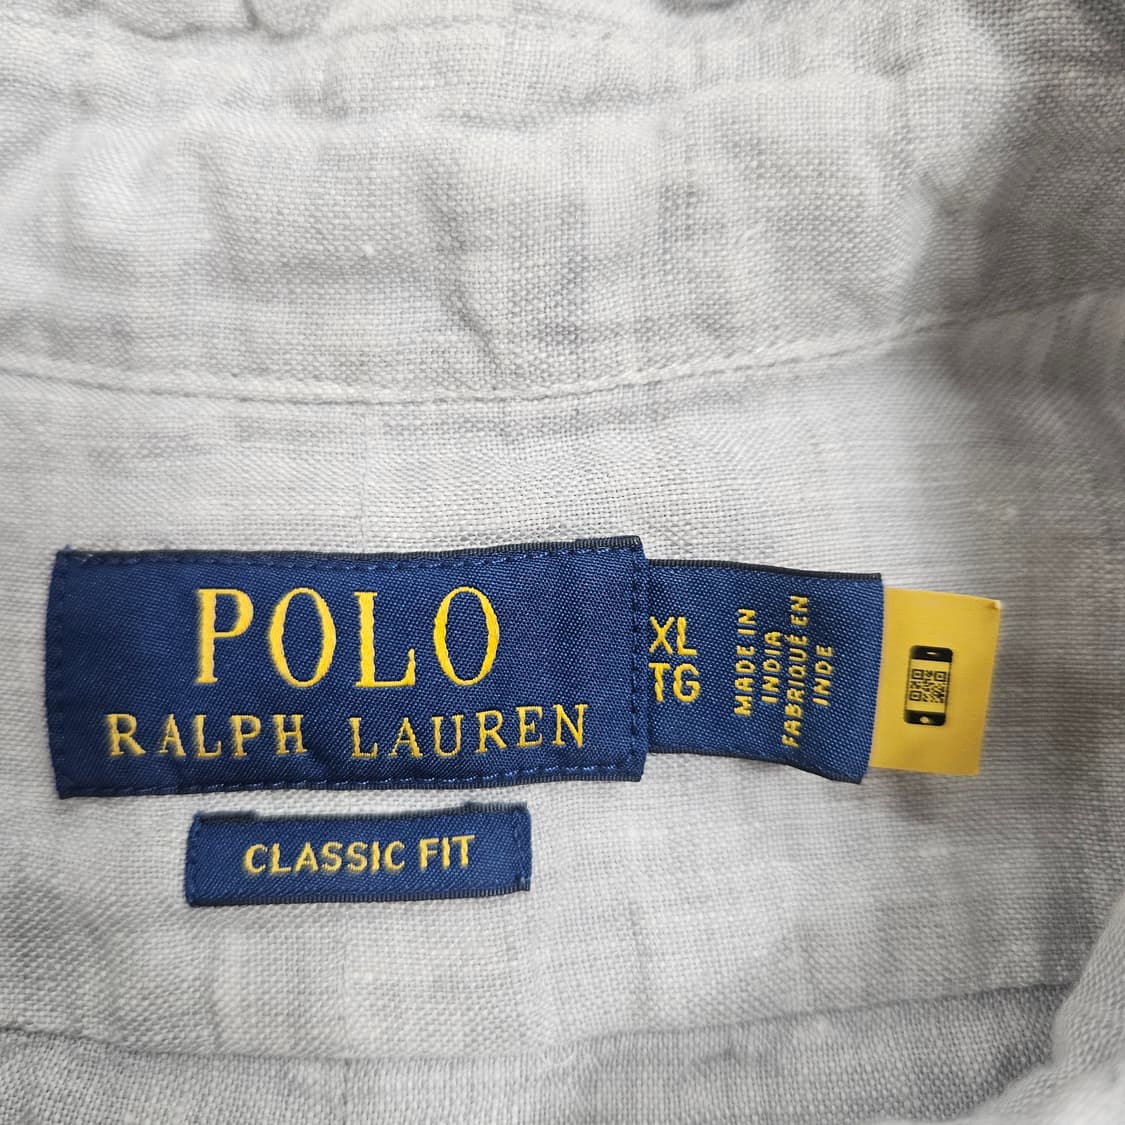 POLO
RALPH LAUREN
XL
TG
MADE IN
INDIA
FABRIQUÉ EN
INDE
CLASSIC FIT